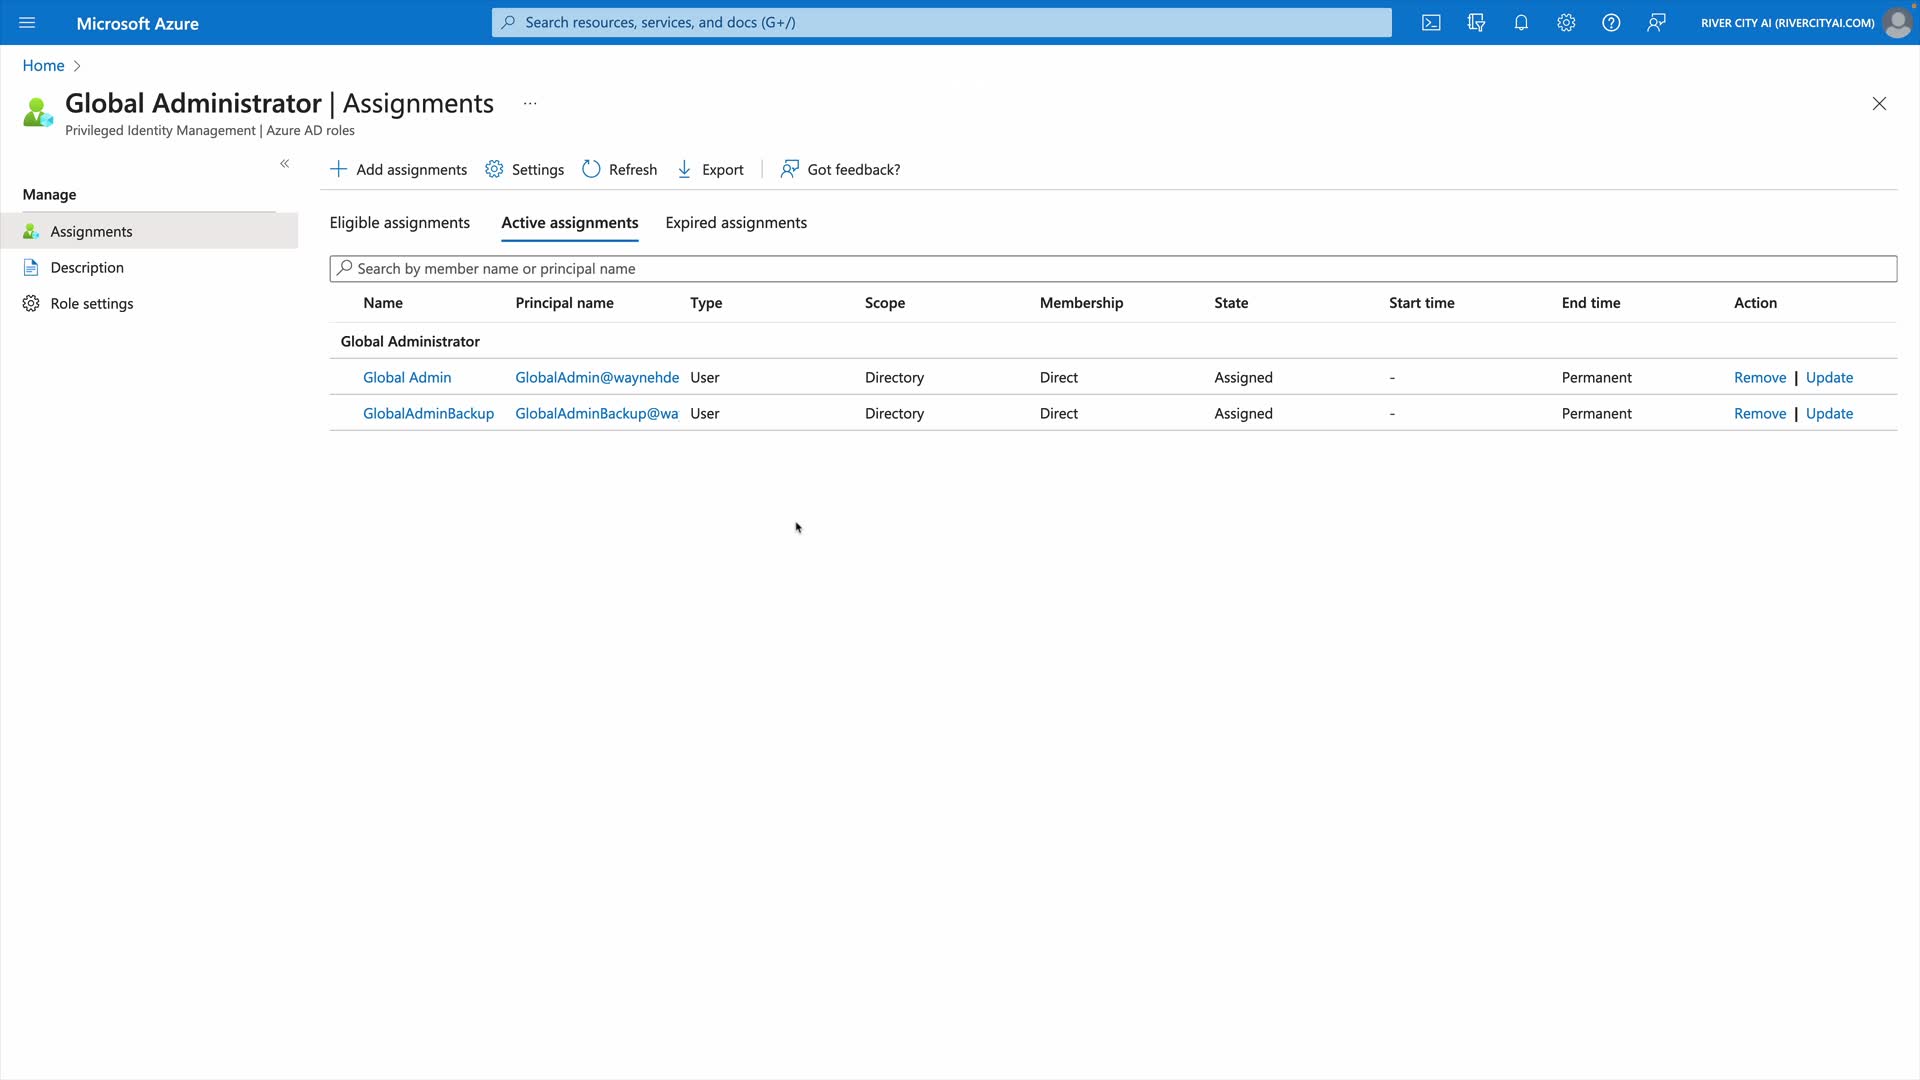 Microsoft Azure
Search resources, services, and docs (G+/)
RIVER CITY AI (RIVERCITYAI.COM)
Home
Global Administrator | Assignments ...
Privileged Identity Management | Azure AD roles
Manage
Assignments
Description
Role settings
Add assignments Settings Refresh Export | Got feedback?
Eligible assignments Active assignments Expired assignments
Search by member name or principal name
Name Principal name Type Scope Membership State Start time End time Action
Global Administrator
Global Admin GlobalAdmin@waynehde User Directory Direct Assigned - Permanent Remove | Update
GlobalAdminBackup GlobalAdminBackup@wa User Directory Direct Assigned - Permanent Remove | Update